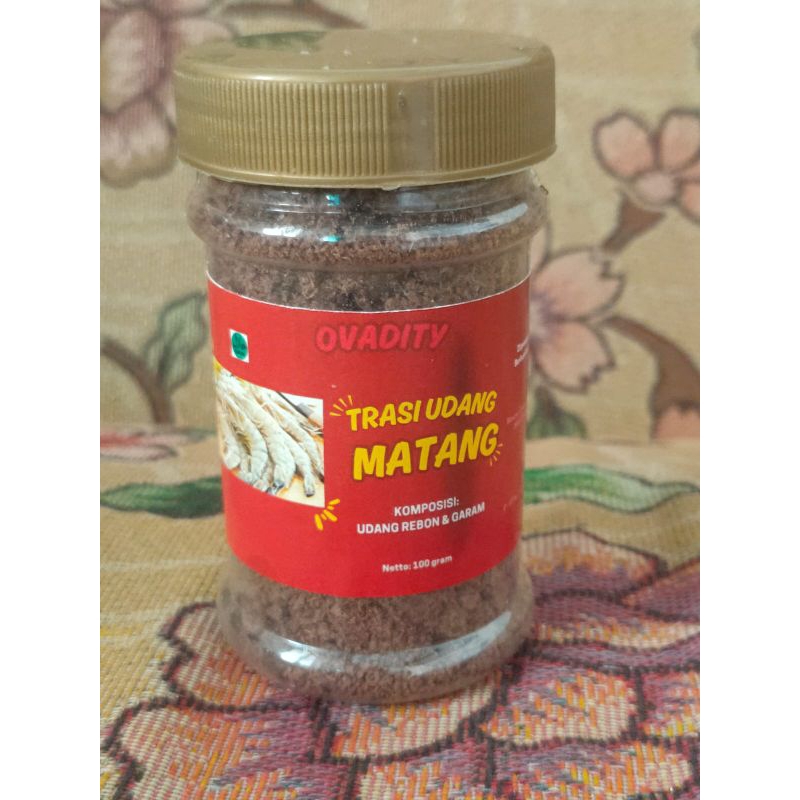 OVADITY
TRASI UDANG
MATANG
KOMPOSISI:
UDANG REBON & GARAM
Netto: 100 gram